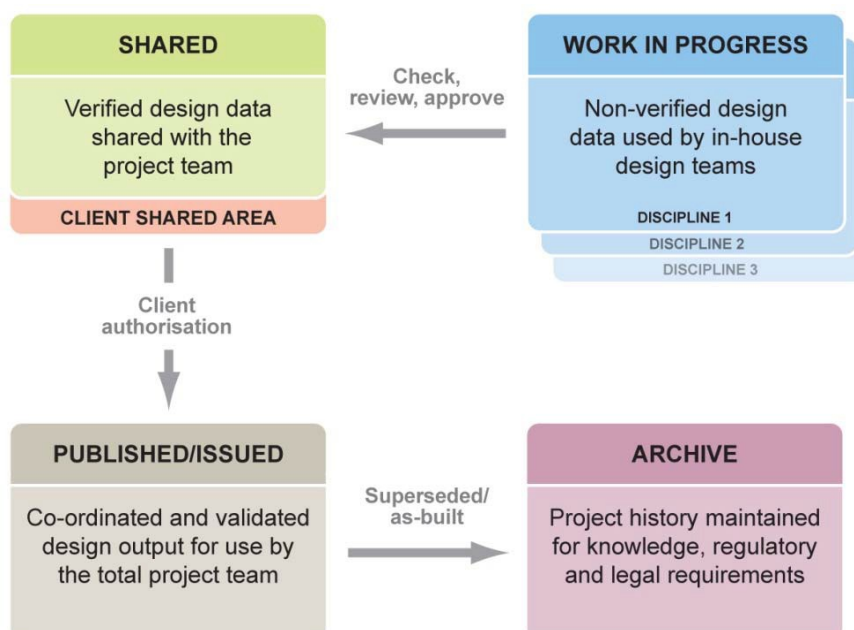 SHARED
Verified design data
shared with the
project team
CLIENT SHARED AREA
Check,
review, approve
WORK IN PROGRESS
Non-verified design
data used by in-house
design teams
DISCIPLINE 1
DISCIPLINE 2
DISCIPLINE 3
Client
authorisation
PUBLISHED/ISSUED
Co-ordinated and validated
design output for use by
the total project team
Superseded/
as-built
ARCHIVE
Project history maintained
for knowledge, regulatory
and legal requirements